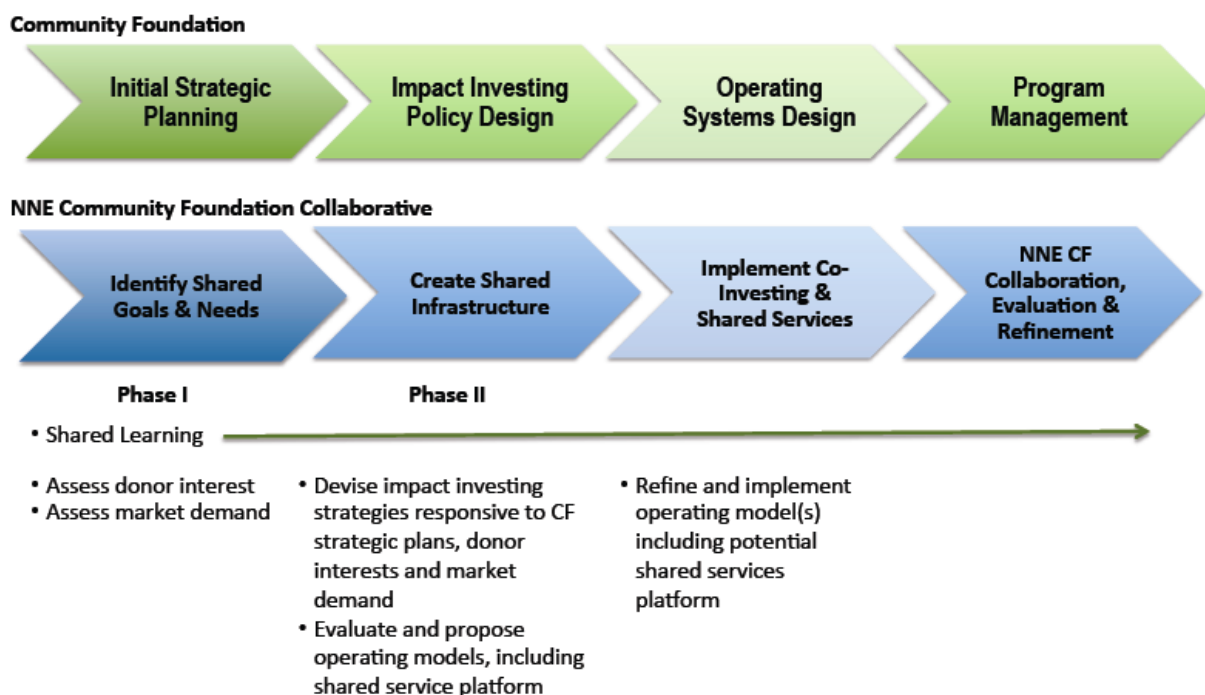 Community Foundation
Initial Strategic
Planning
Impact Investing
Policy Design
Operating
Systems Design
Program
Management
NNE Community Foundation Collaborative
Identify Shared
Goals & Needs
Create Shared
Infrastructure
Implement Co-
Investing &
Shared Services
NNE CF
Collaboration,
Evaluation &
Refinement
Phase I
Phase II
• Shared Learning
• Assess donor interest
• Assess market demand
• Devise impact investing
strategies responsive to CF
strategic plans, donor
interests and market
demand
• Evaluate and propose
operating models, including
shared service platform
• Refine and implement
operating model(s)
including potential
shared services
platform